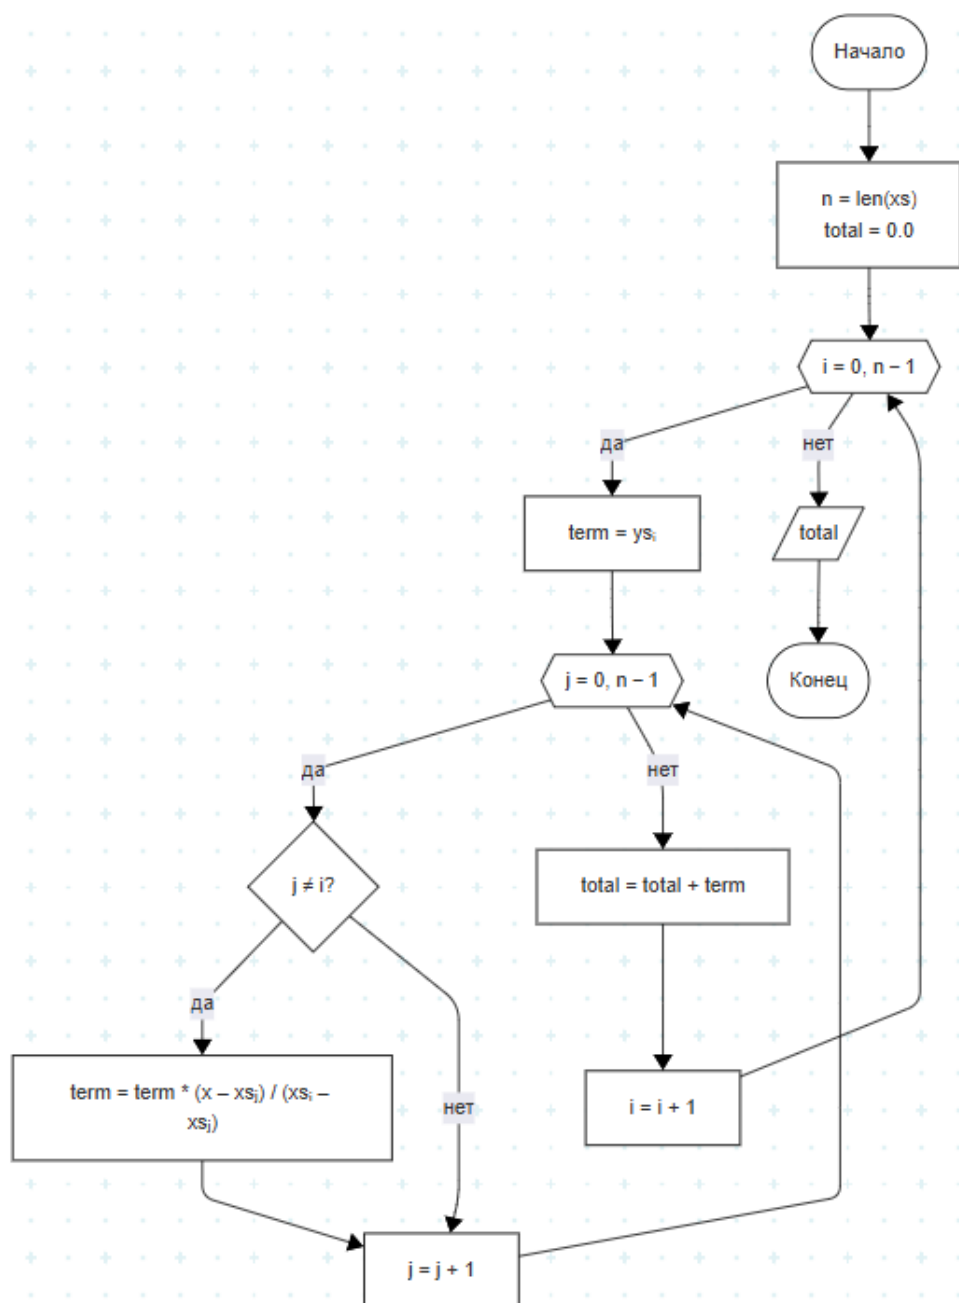 Начало
n = len(xs)
total = 0.0
i = 0, n – 1
да
нет
term = ysᵢ
total
j = 0, n – 1
Конец
да
нет
j ≠ i?
total = total + term
да
term = term * (x – xsⱼ) / (xsᵢ –
xsⱼ)
нет
i = i + 1
j = j + 1